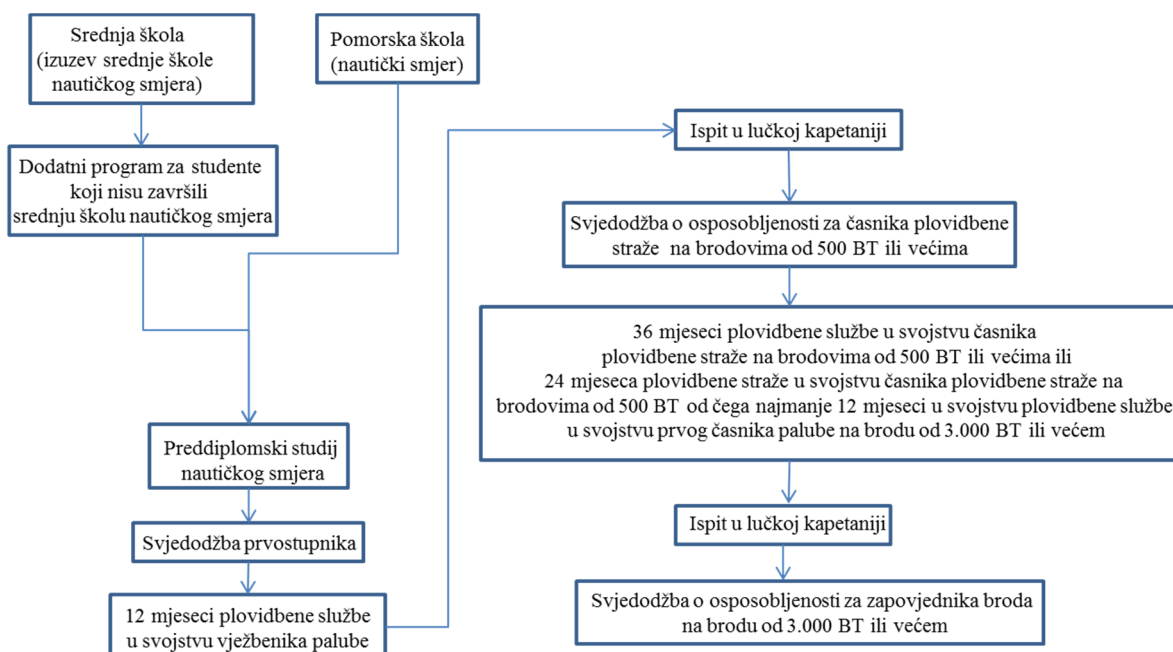 Srednja škola
(izuzev srednje škole
nautičkog smjera)
Pomorska škola
(nautički smjer)
Dodatni program za studente
koji nisu završili
srednju školu nautičkog smjera
Preddiplomski studij
nautičkog smjera
Svjedodžba prvostupnika
12 mjeseci plovidbene službe
u svojstvu vježbenika palube
Ispit u lučkoj kapetaniji
Svjedodžba o osposobljenosti za časnika plovidbene
straže na brodovima od 500 BT ili većima
36 mjeseci plovidbene službe u svojstvu časnika
plovidbene straže na brodovima od 500 BT ili većima ili
24 mjeseca plovidbene straže u svojstvu časnika plovidbene straže na
brodovima od 500 BT od čega najmanje 12 mjeseci u svojstvu plovidbene službe
u svojstvu prvog časnika palube na brodu od 3.000 BT ili većem
Ispit u lučkoj kapetaniji
Svjedodžba o osposobljenosti za zapovjednika broda
na brodu od 3.000 BT ili većem